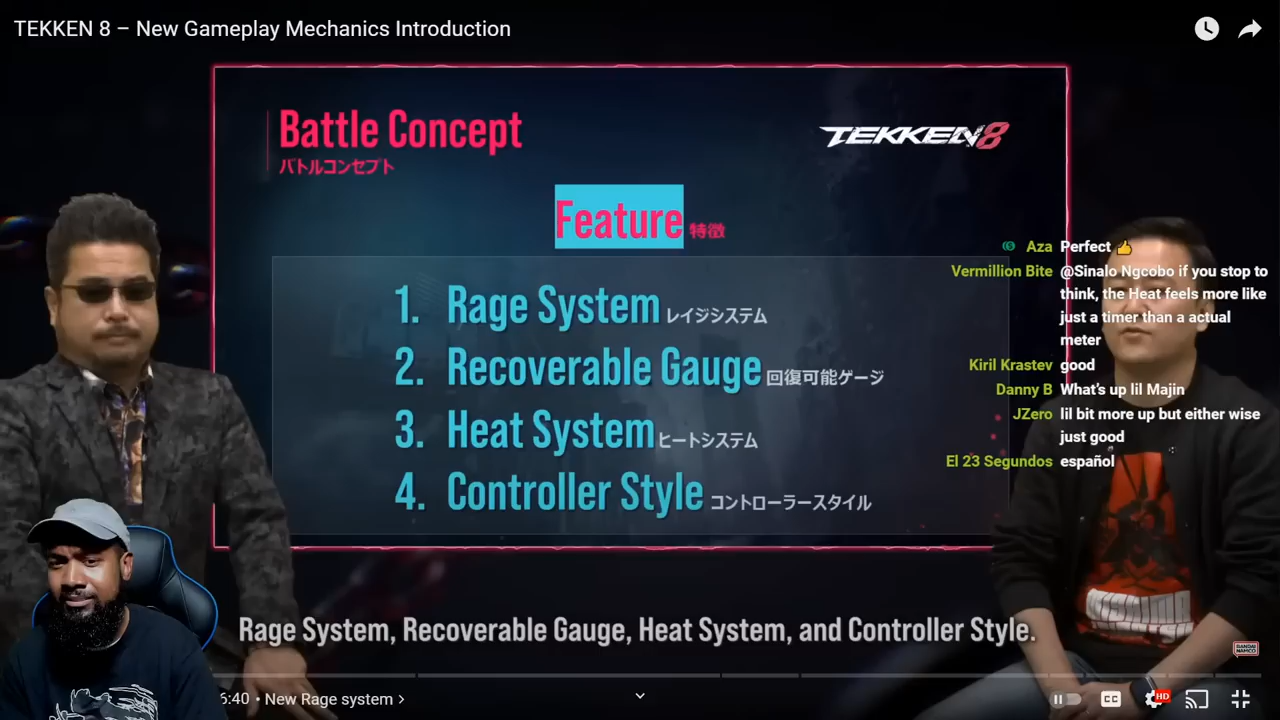 TEKKEN 8 – New Gameplay Mechanics Introduction
Battle Concept
バトルコンセプト
TEKKEN 8
Feature 特徴
1. Rage System レイジシステム
2. Recoverable Gauge 回復可能ゲージ
3. Heat System ヒートシステム
4. Controller Style コントローラースタイル
Aza Perfect 👍
Vermillion Bite @Sinalo Ngcobo if you stop to
think, the Heat feels more like
just a timer than a actual
meter
Kiril Krastev good
Danny B What's up lil Majin
JZero lil bit more up but either wise
just good
El 23 Segundos español
Rage System, Recoverable Gauge, Heat System, and Controller Style.
BANDAI
NAMCO
6:40 • New Rage system >
CC
HD